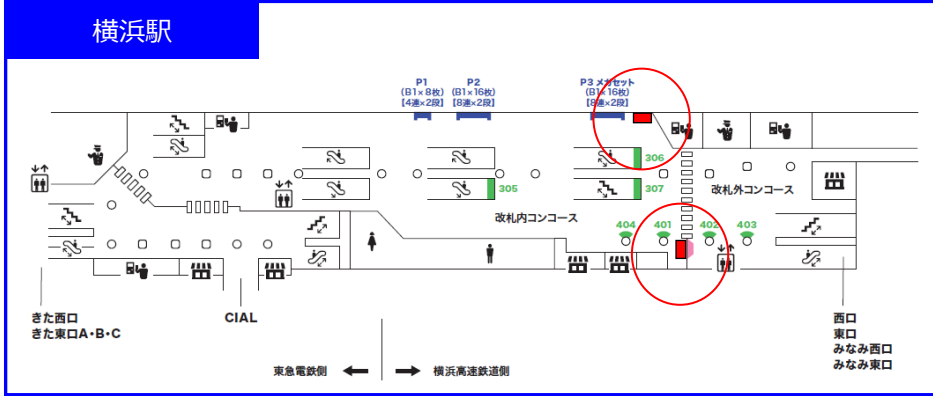 横浜駅
P1
(B1×8枚)
【4連×2段】
P2
(B1×16枚)
【8連×2段】
P3 メガセット
(B1×16枚)
【8連×2段】
306
305
307
改札外コンコース
改札内コンコース
404
401
402
403
きた西口
きた東口A・B・C
CIAL
西口
東口
みなみ西口
みなみ東口
東急電鉄側
横浜高速鉄道側